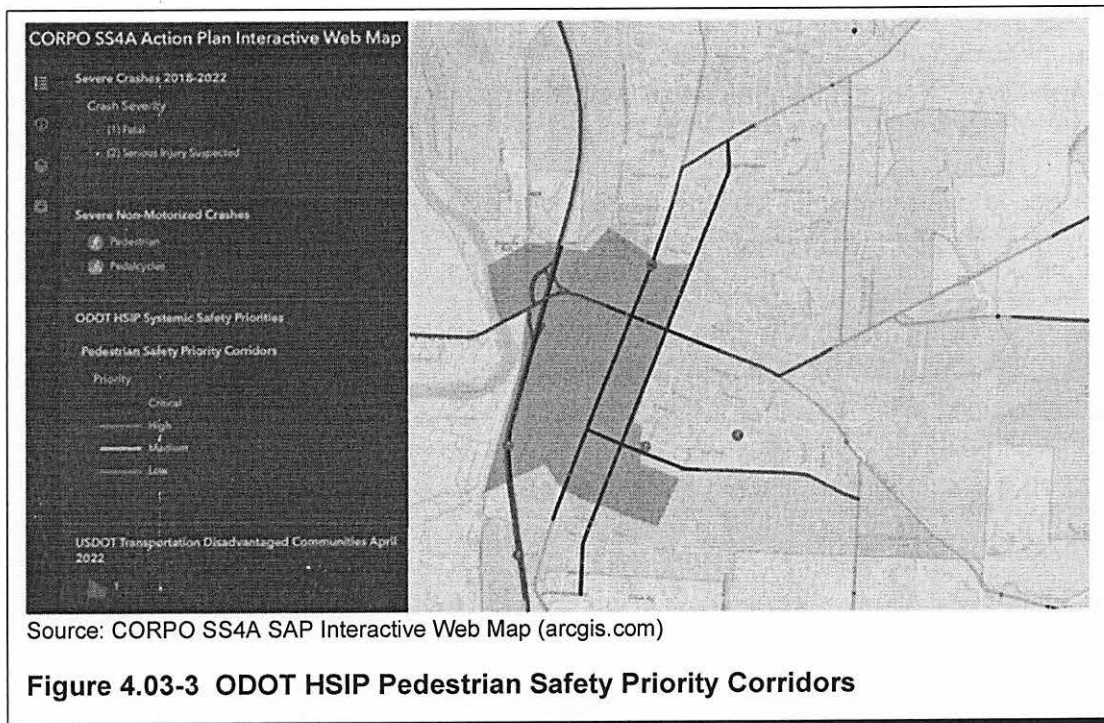 CORPO SS4A Action Plan Interactive Web Map
Severe Crashes 2018-2022
Crash Severity
(1) Fatal
(2) Serious Injury Suspected
Severe Non-Motorized Crashes
Pedestrian
Pedalcyclist
ODOT HSIP Systemic Safety Priorities
Pedestrian Safety Priority Corridors
Priority
Critical
High
Medium
Low
USDOT Transportation Disadvantaged Communities April
2022
1
Source: CORPO SS4A SAP Interactive Web Map (arcgis.com)
Figure 4.03-3 ODOT HSIP Pedestrian Safety Priority Corridors